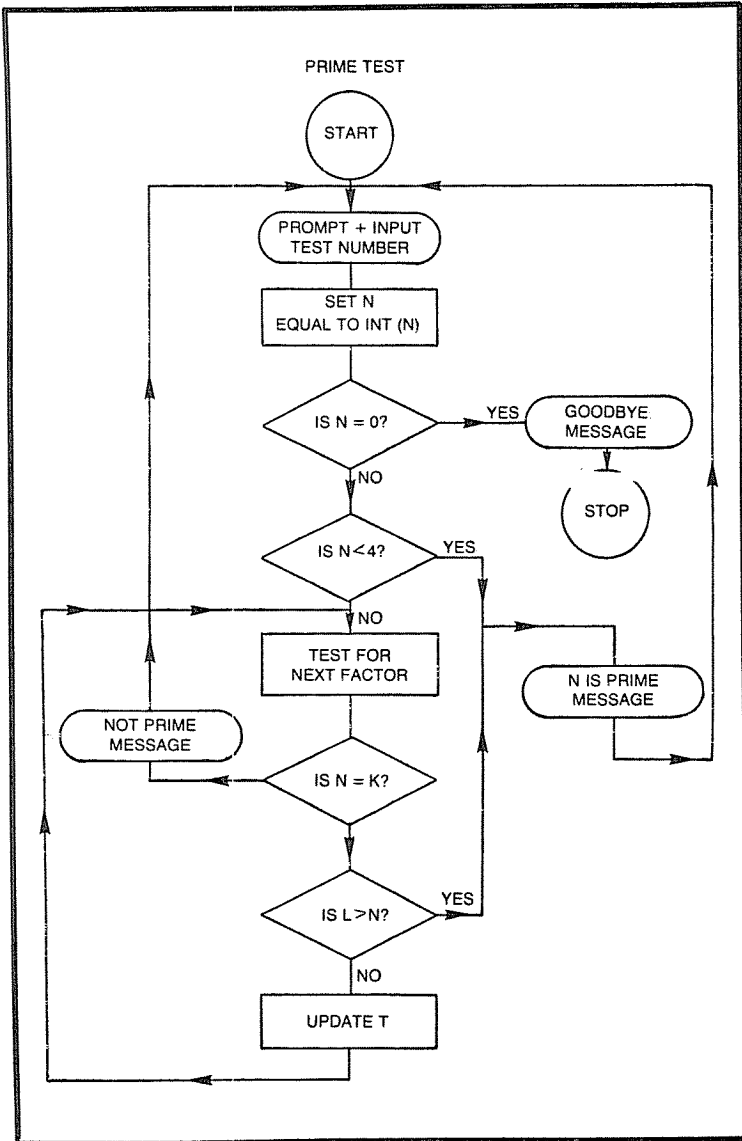 PRIME TEST
START
PROMPT + INPUT
TEST NUMBER
SET N
EQUAL TO INT (N)
IS N = 0?
YES
GOODBYE
MESSAGE
NO
STOP
IS N<4?
YES
NO
TEST FOR
NEXT FACTOR
N IS PRIME
MESSAGE
NOT PRIME
MESSAGE
IS N = K?
IS L>N?
YES
NO
UPDATE T